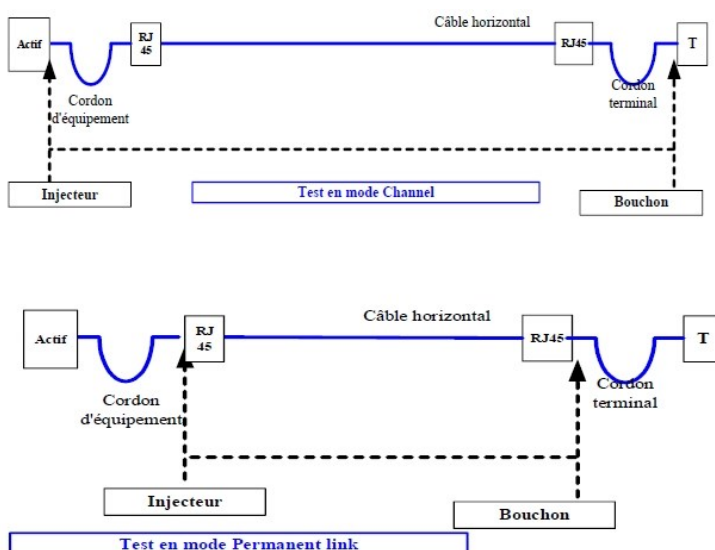 Câble horizontal
Actif
RJ
45
RJ45
T
Cordon
d'équipement
Cordon
terminal
Injecteur
Test en mode Channel
Bouchon
Câble horizontal
Actif
RJ
45
RJ45
T
Cordon
d'équipement
Cordon
terminal
Injecteur
Bouchon
Test en mode Permanent link